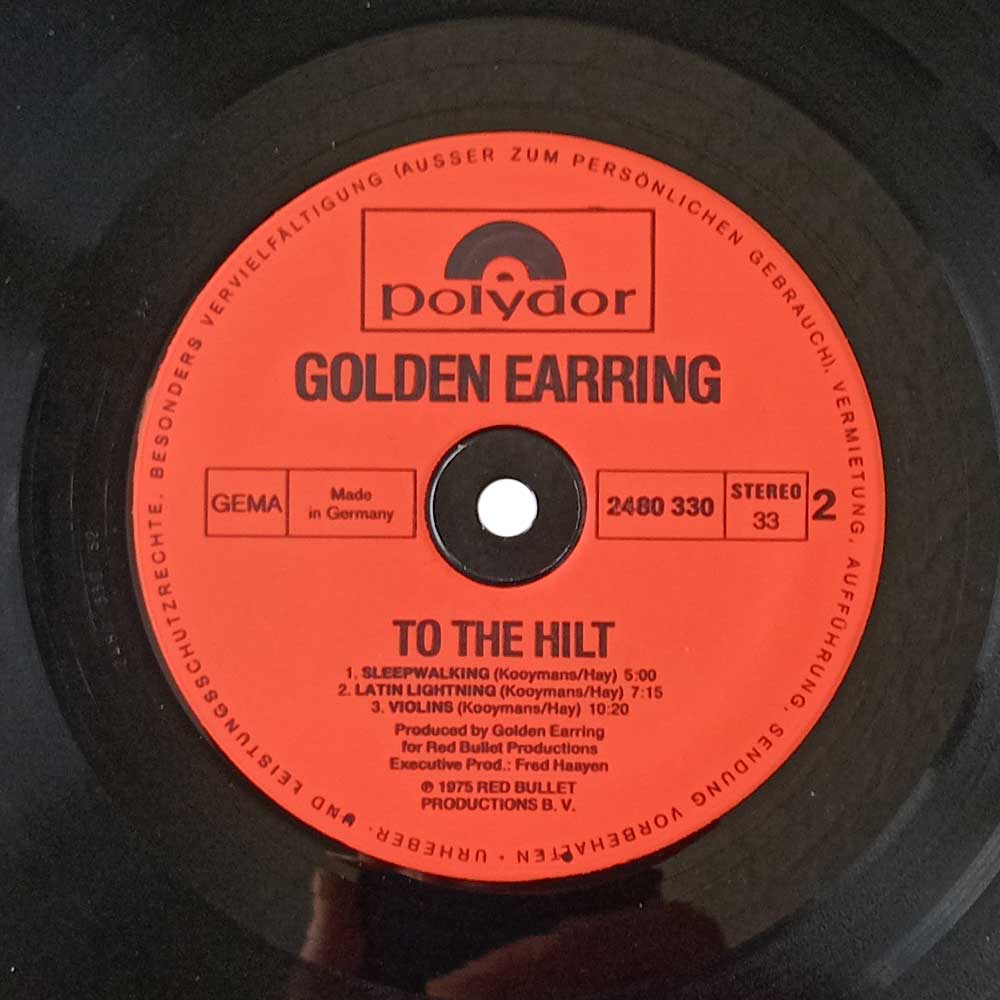 polydor
GOLDEN EARRING
GEMA
Made
in Germany
2480 330
STEREO
33
2
TO THE HILT
1. SLEEPWALKING (Kooymans/Hay) 5:00
2. LATIN LIGHTNING (Kooymans/Hay) 7:15
3. VIOLINS (Kooymans/Hay) 10:20
Produced by Golden Earring
for Red Bullet Productions
Executive Prod.: Fred Haayen
℗ 1975 RED BULLET
PRODUCTIONS B. V.
URHEBER- UND LEISTUNGSSCHUTZRECHTE, BESONDERS VERVIELFÄLTIGUNG (AUSSER ZUM PERSÖNLICHEN GEBRAUCH), VERMIETUNG, AUFFÜHRUNG, SENDUNG VORBEHALTEN ·